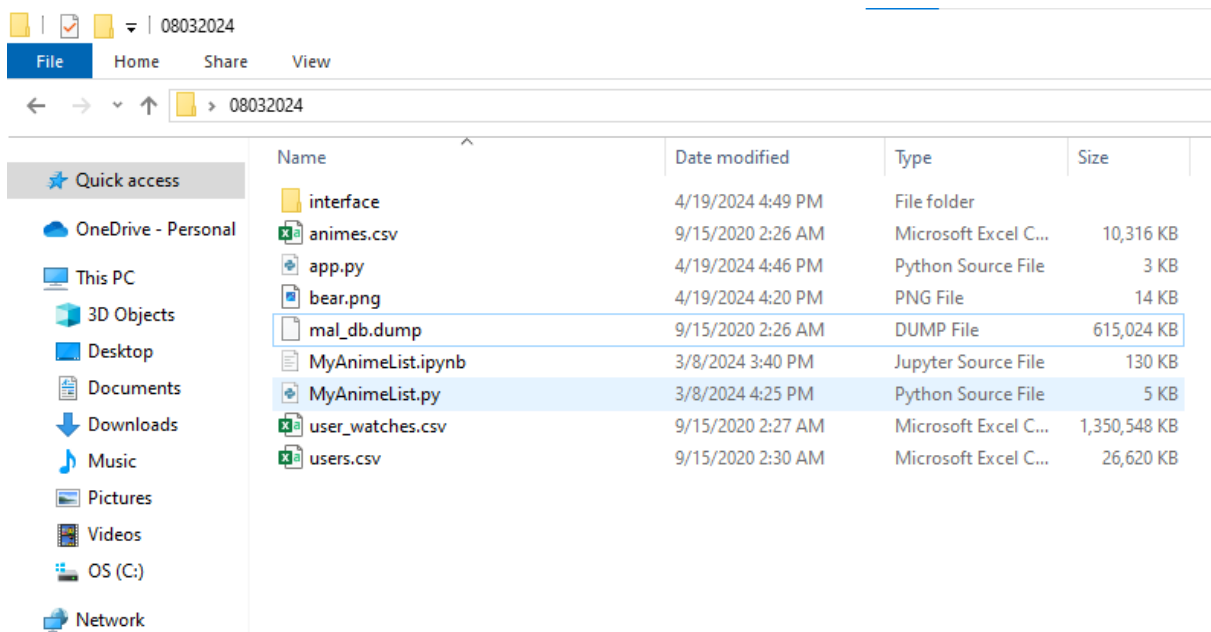 08032024
File Home Share View
08032024
Name Date modified Type Size
Quick access
OneDrive - Personal
This PC
3D Objects
Desktop
Documents
Downloads
Music
Pictures
Videos
OS (C:)
Network
interface 4/19/2024 4:49 PM File folder
animes.csv 9/15/2020 2:26 AM Microsoft Excel C... 10,316 KB
app.py 4/19/2024 4:46 PM Python Source File 3 KB
bear.png 4/19/2024 4:20 PM PNG File 14 KB
mal_db.dump 9/15/2020 2:26 AM DUMP File 615,024 KB
MyAnimeList.ipynb 3/8/2024 3:40 PM Jupyter Source File 130 KB
MyAnimeList.py 3/8/2024 4:25 PM Python Source File 5 KB
user_watches.csv 9/15/2020 2:27 AM Microsoft Excel C... 1,350,548 KB
users.csv 9/15/2020 2:30 AM Microsoft Excel C... 26,620 KB